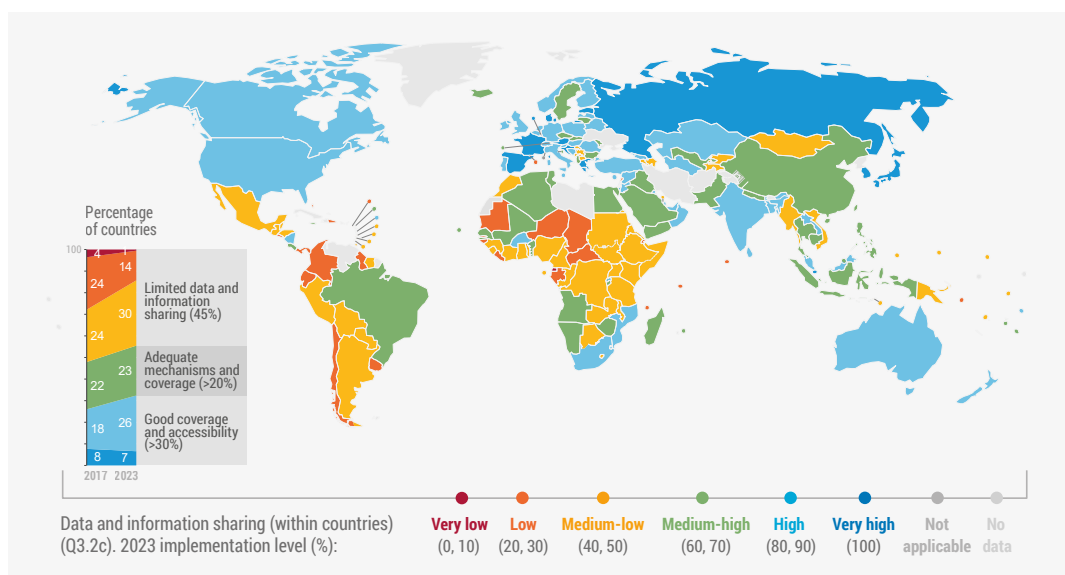 Percentage
of countries
100
4 1
14
24
Limited data and
information
sharing (45%)
30
24
Adequate
mechanisms and
coverage (>20%)
23
22
26
Good coverage
and accessibility
(>30%)
18
8 7
2017 2023
Data and information sharing (within countries)
(Q3.2c). 2023 implementation level (%):
Very low
(0, 10)
Low
(20, 30)
Medium-low
(40, 50)
Medium-high
(60, 70)
High
(80, 90)
Very high
(100)
Not
applicable
No
data